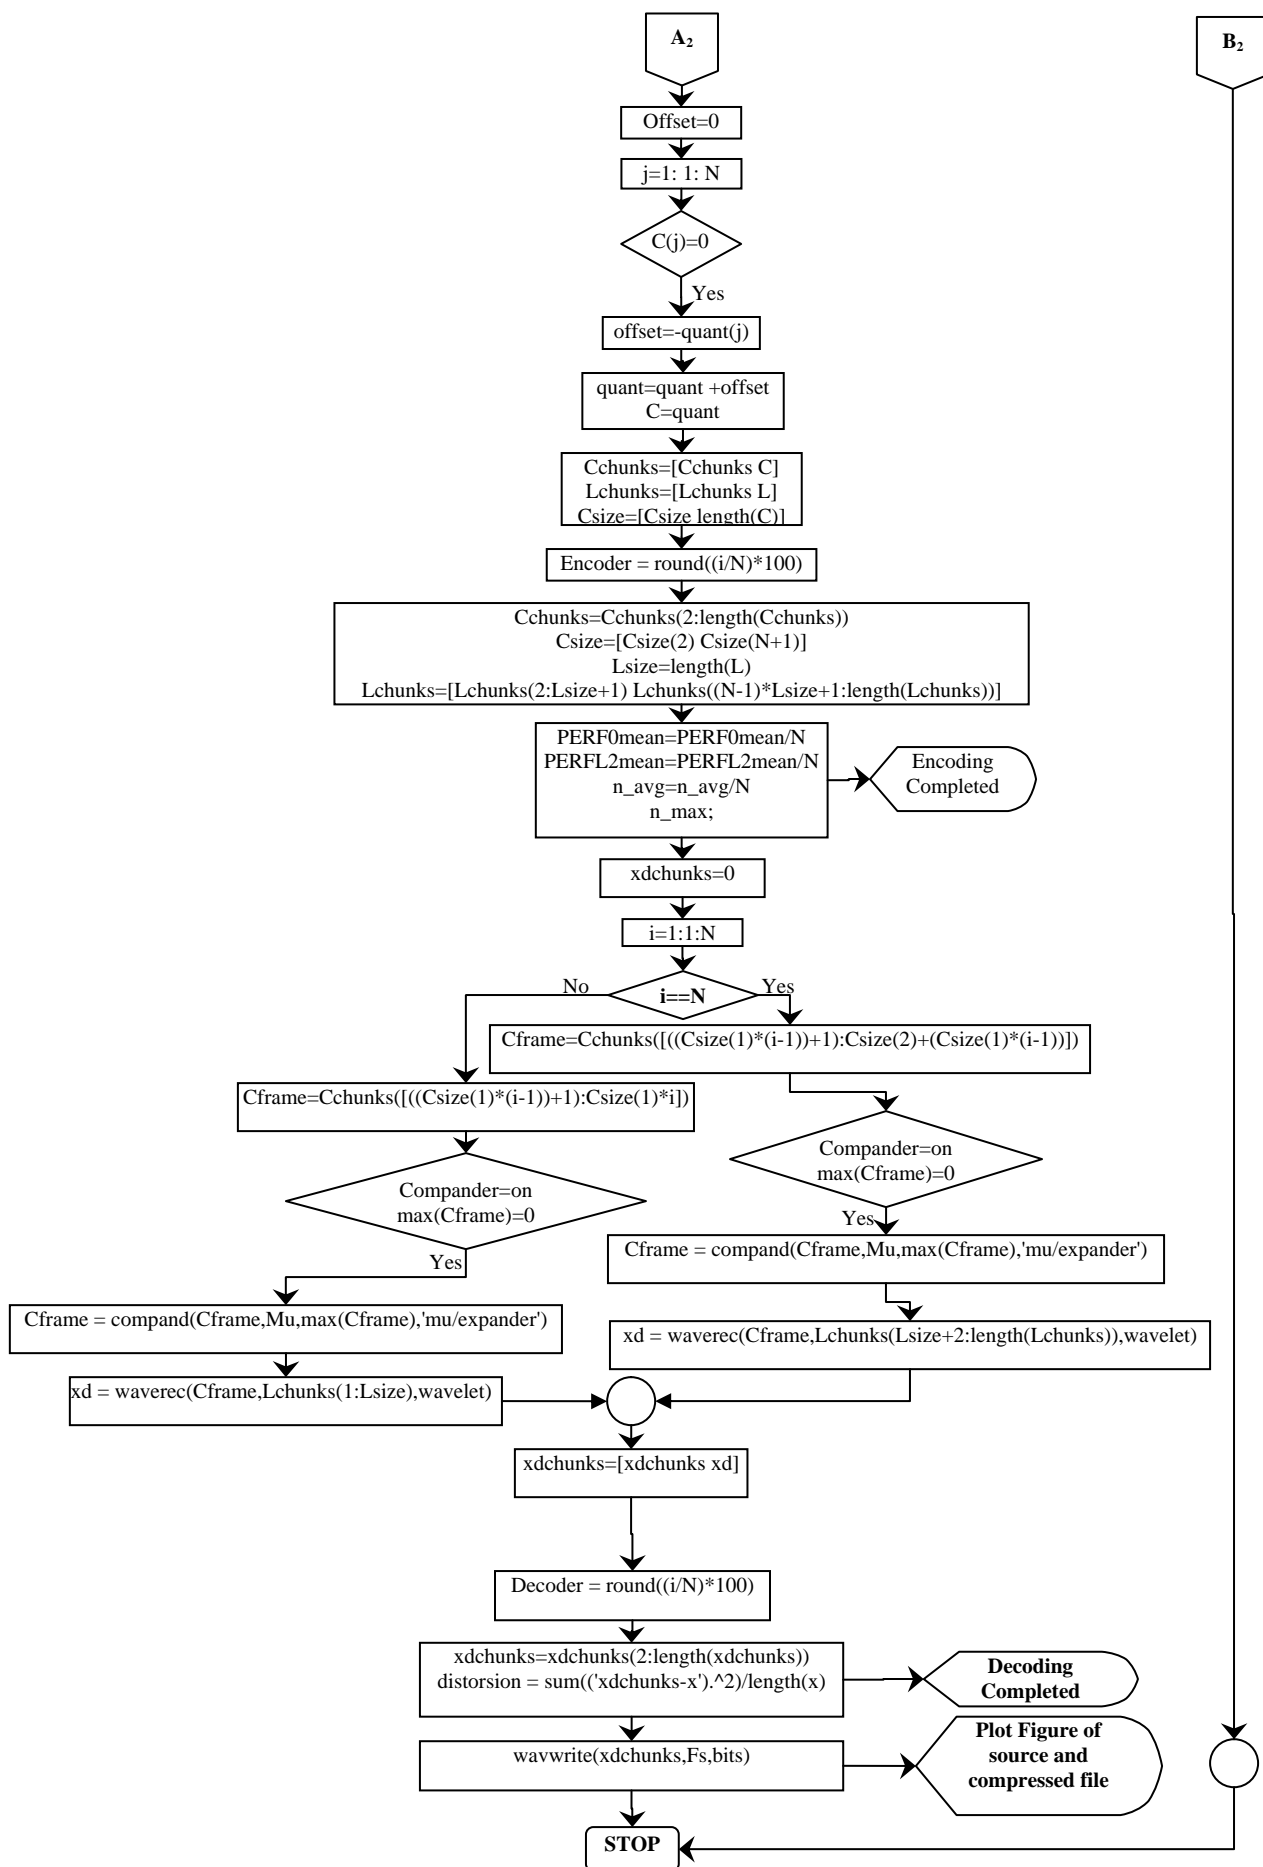 A₂
B₂
Offset=0
j=1: 1: N
C(j)=0
Yes
offset=-quant(j)
quant=quant +offset
C=quant
Cchunks=[Cchunks C]
Lchunks=[Lchunks L]
Csize=[Csize length(C)]
Encoder = round((i/N)*100)
Cchunks=Cchunks(2:length(Cchunks))
Csize=[Csize(2) Csize(N+1)]
Lsize=length(L)
Lchunks=[Lchunks(2:Lsize+1) Lchunks((N-1)*Lsize+1:length(Lchunks))]
PERF0mean=PERF0mean/N
PERFL2mean=PERFL2mean/N
n_avg=n_avg/N
n_max;
Encoding
Completed
xdchunks=0
i=1:1:N
No
i==N
Yes
Cframe=Cchunks([((Csize(1)*(i-1))+1):Csize(2)+(Csize(1)*(i-1))])
Cframe=Cchunks([((Csize(1)*(i-1))+1):Csize(1)*i])
Compander=on
max(Cframe)=0
Compander=on
max(Cframe)=0
Yes
Cframe = compand(Cframe,Mu,max(Cframe),'mu/expander')
Yes
Cframe = compand(Cframe,Mu,max(Cframe),'mu/expander')
xd = waverec(Cframe,Lchunks(Lsize+2:length(Lchunks)),wavelet)
xd = waverec(Cframe,Lchunks(1:Lsize),wavelet)
xdchunks=[xdchunks xd]
Decoder = round((i/N)*100)
xdchunks=xdchunks(2:length(xdchunks))
distorsion = sum(('xdchunks-x').^2)/length(x)
Decoding
Completed
wavwrite(xdchunks,Fs,bits)
Plot Figure of
source and
compressed file
STOP